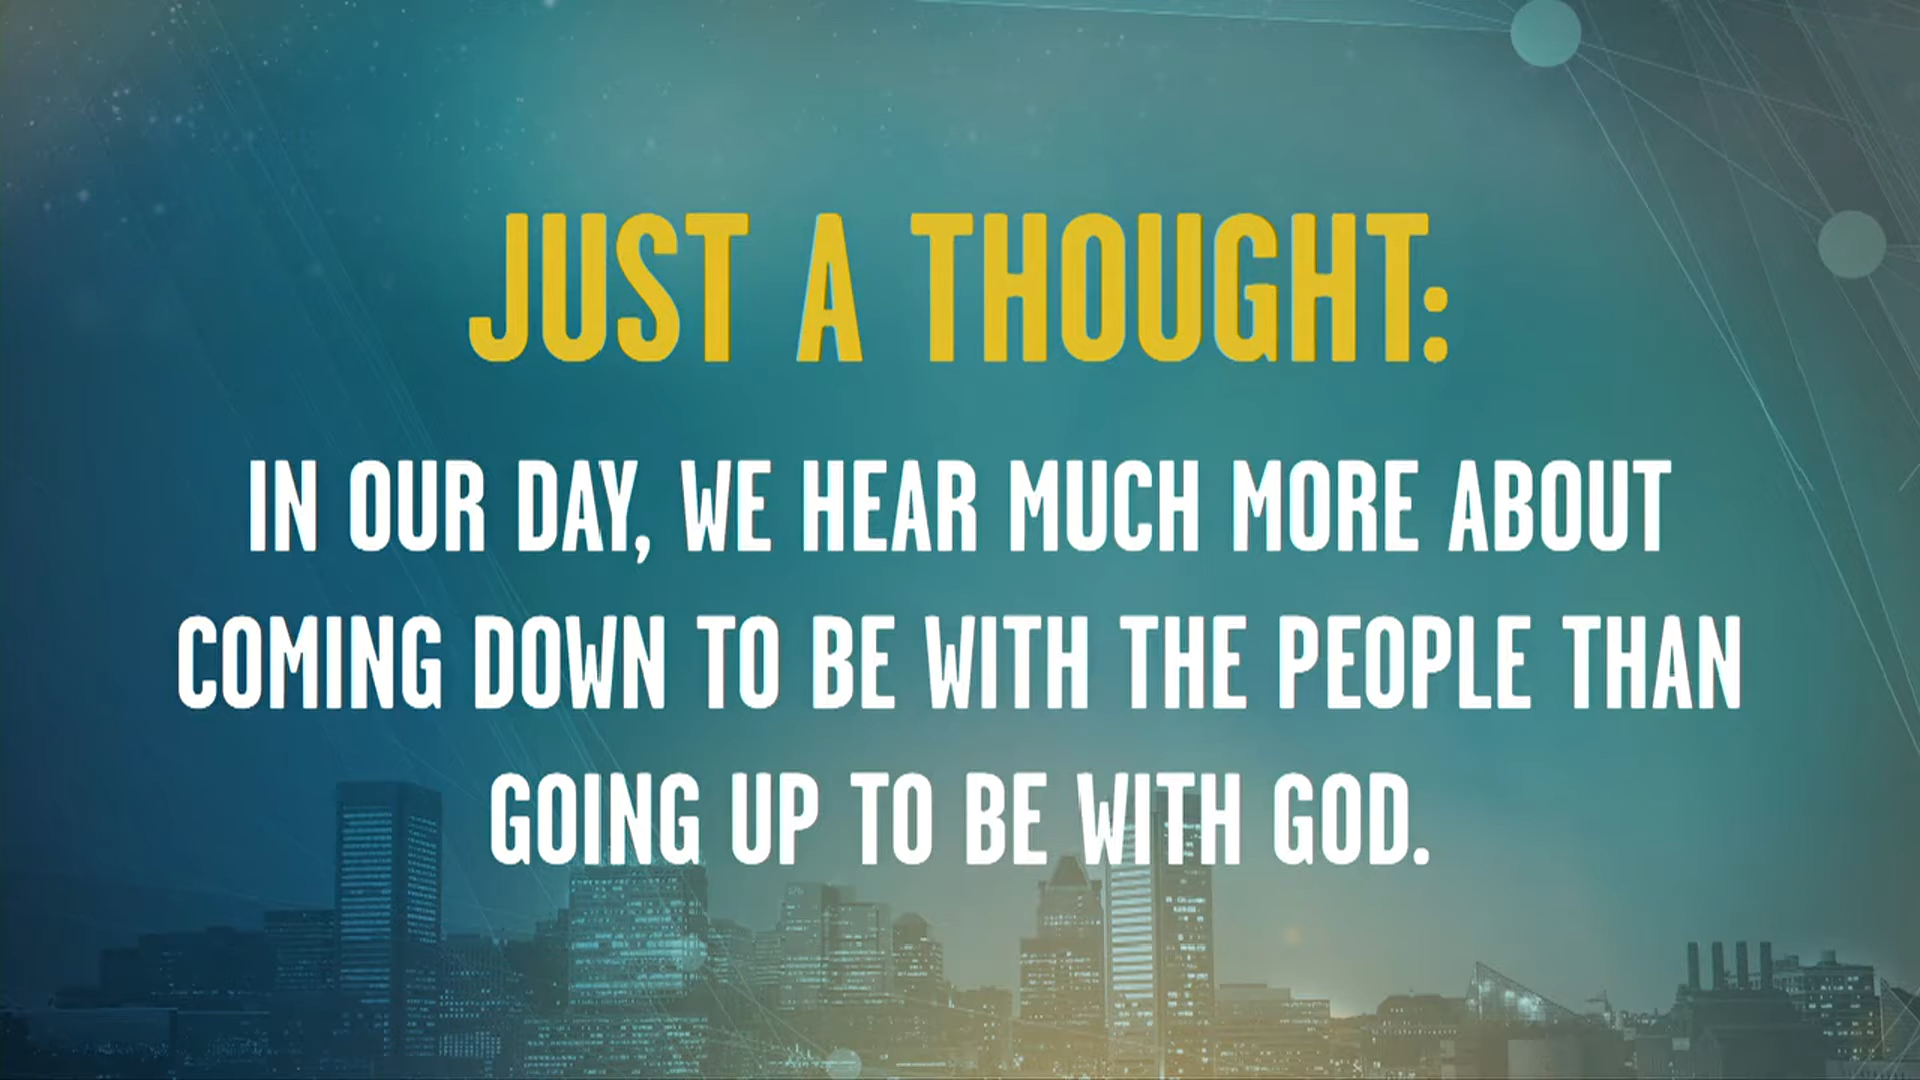 JUST A THOUGHT:
IN OUR DAY, WE HEAR MUCH MORE ABOUT
COMING DOWN TO BE WITH THE PEOPLE THAN
GOING UP TO BE WITH GOD.